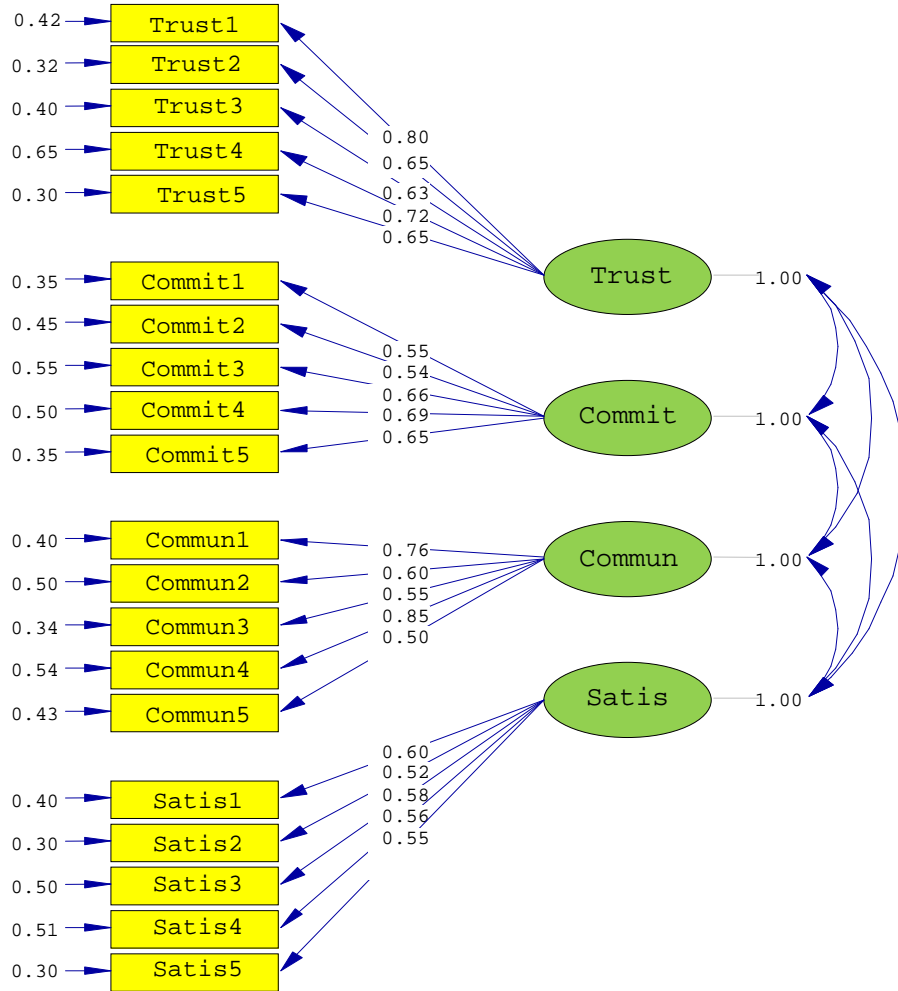 0.42 Trust1
0.32 Trust2
0.40 Trust3
0.65 Trust4
0.30 Trust5
0.80
0.65
0.63
0.72
0.65
Trust 1.00
0.35 Commit1
0.45 Commit2
0.55 Commit3
0.50 Commit4
0.35 Commit5
0.55
0.54
0.66
0.69
0.65
Commit 1.00
0.40 Commun1
0.50 Commun2
0.34 Commun3
0.54 Commun4
0.43 Commun5
0.76
0.60
0.55
0.85
0.50
Commun 1.00
0.40 Satis1
0.30 Satis2
0.50 Satis3
0.51 Satis4
0.30 Satis5
0.60
0.52
0.58
0.56
0.55
Satis 1.00